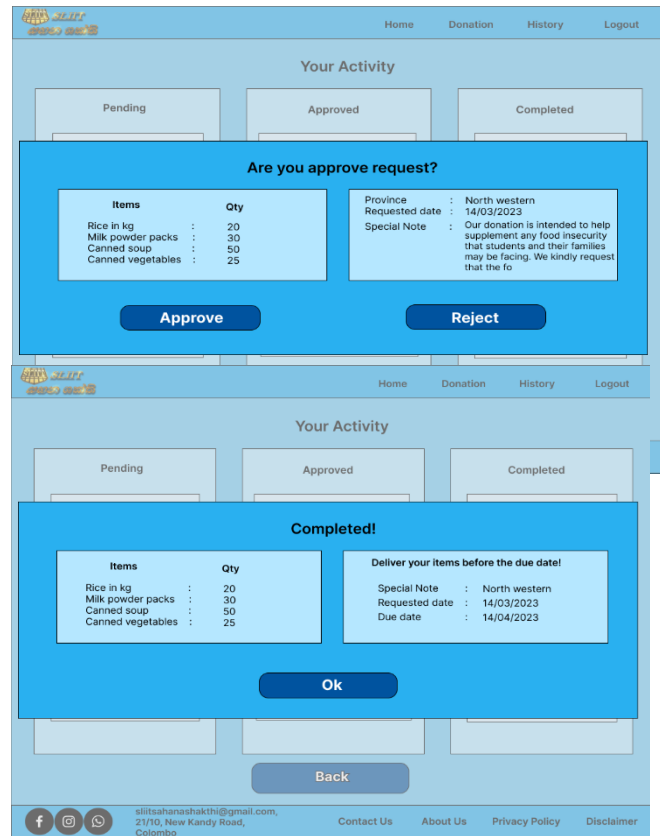 SLIIT
Home Donation History Logout
Your Activity
Pending Approved Completed
Are you approve request?
Items Qty
Rice in kg : 20
Milk powder packs : 30
Canned soup : 50
Canned vegetables : 25
Province : North western
Requested date : 14/03/2023
Special Note : Our donation is intended to help
supplement any food insecurity
that students and their families
may be facing. We kindly request
that the fo
Approve Reject
SLIIT
Home Donation History Logout
Your Activity
Pending Approved Completed
Completed!
Items Qty
Rice in kg : 20
Milk powder packs : 30
Canned soup : 50
Canned vegetables : 25
Deliver your items before the due date!
Special Note : North western
Requested date : 14/03/2023
Due date : 14/04/2023
Ok
Back
sliitsahanashakthi@gmail.com,
21/10, New Kandy Road,
Colombo
Contact Us About Us Privacy Policy Disclaimer